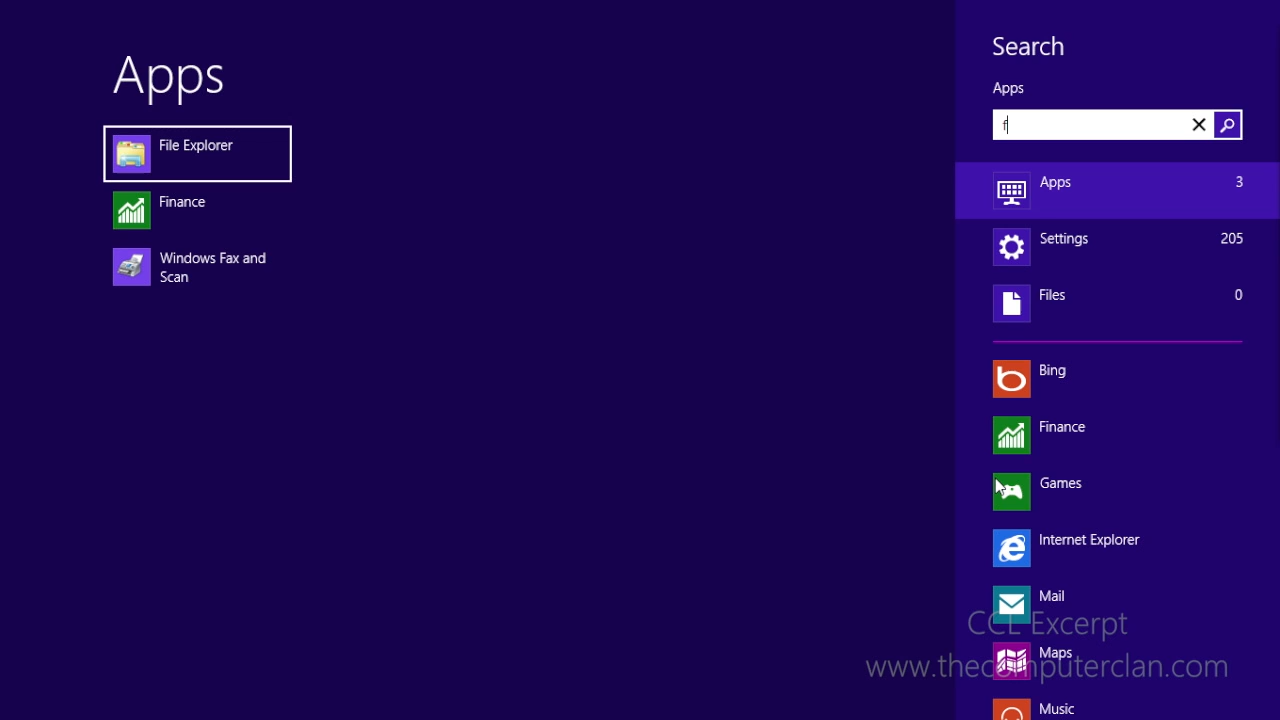 Apps
File Explorer
Finance
Windows Fax and
Scan
Search
Apps
f
Apps 3
Settings 205
Files 0
Bing
Finance
Games
Internet Explorer
Mail
Maps
Music
CCL Excerpt
www.thecomputerclan.com